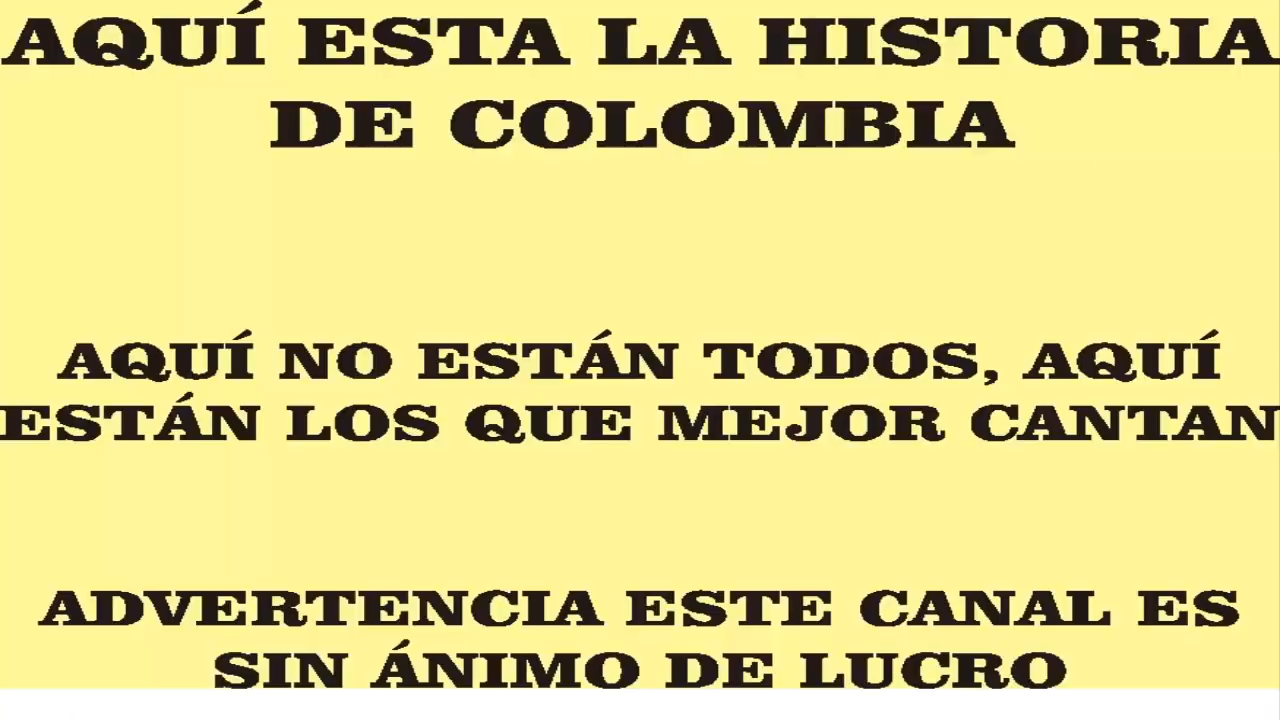 AQUÍ ESTA LA HISTORIA
DE COLOMBIA
AQUÍ NO ESTÁN TODOS, AQUÍ
ESTÁN LOS QUE MEJOR CANTAN
ADVERTENCIA ESTE CANAL ES
SIN ÁNIMO DE LUCRO